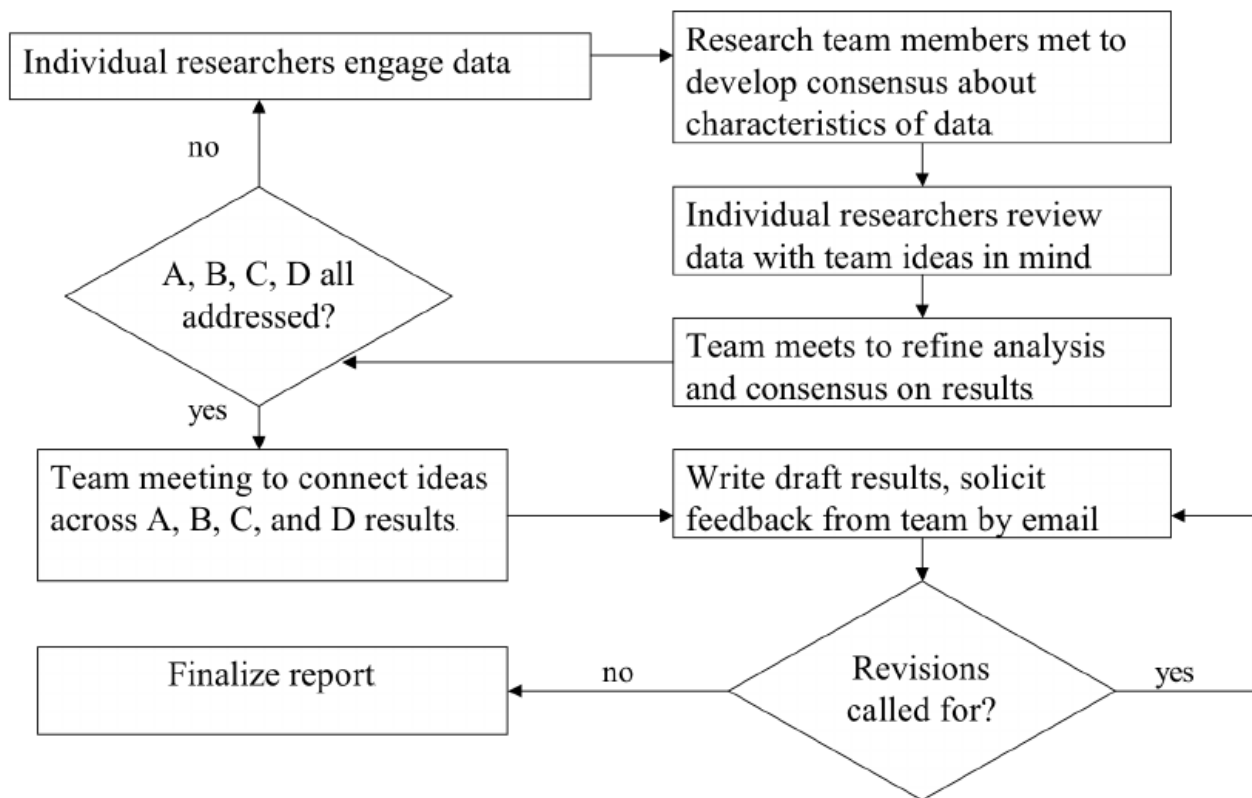 Individual researchers engage data
Research team members met to
develop consensus about
characteristics of data
no
Individual researchers review
data with team ideas in mind
A, B, C, D all
addressed?
Team meets to refine analysis
and consensus on results
yes
Team meeting to connect ideas
across A, B, C, and D results.
Write draft results, solicit
feedback from team by email
Finalize report
no
Revisions
called for?
yes